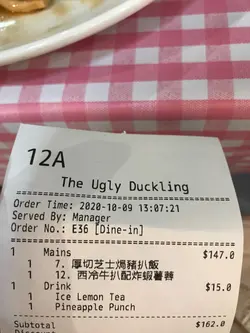 12A
The Ugly Duckling
Order Time: 2020-10-09 13:07:21
Served By: Manager
Order No.: E36 [Dine-in]
1 Mains $147.0
1 7. 厚切芝士焗豬扒飯
1 12. 西冷牛扒配炸蝦薯蓉
1 Drink $15.0
1 Ice Lemon Tea
1 Pineapple Punch
Subtotal $162.0
Discount